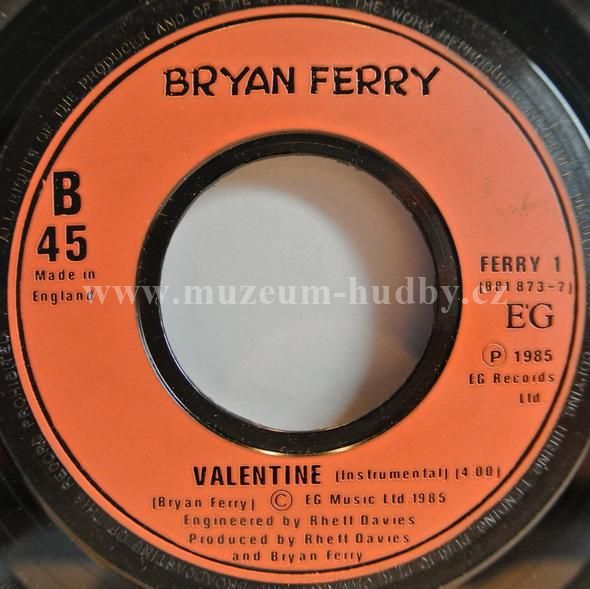 BRYAN FERRY
B
45
Made in
England
FERRY 1
(881 873-7)
EG
Ⓟ 1985
EG Records
Ltd.
www.muzeum-hudby.cz
VALENTINE (Instrumental) (4.00)
(Bryan Ferry) © EG Music Ltd 1985
Engineered by Rhett Davies
Produced by Rhett Davies
and Bryan Ferry